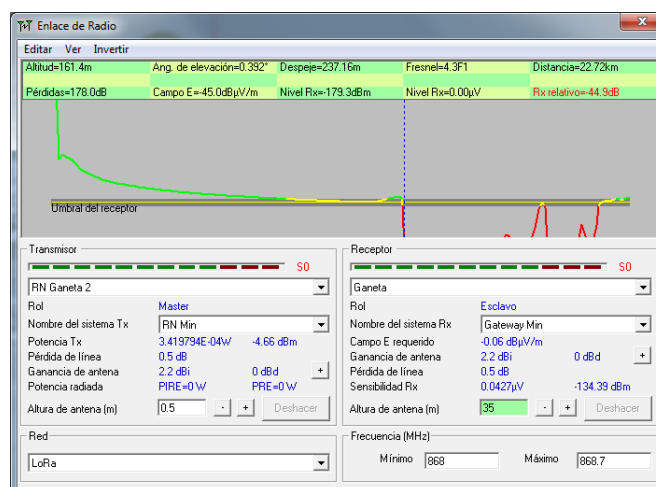 Enlace de Radio
Editar Ver Invertir
Altitud=161.4m Ang. de elevación=0.392° Despeje=237.16m Fresnel=4.3F1 Distancia=22.72km
Pérdidas=178.0dB Campo E=-45.0dBµV/m Nivel Rx=-179.3dBm Nivel Rx=0.00µV Rx relativo=-44.9dB
Umbral del receptor
Transmisor
S0
RN Ganeta 2
Rol Master
Nombre del sistema Tx RN Min
Potencia Tx 3.419794E-04W -4.66 dBm
Pérdida de línea 0.5 dB
Ganancia de antena 2.2 dBi 0 dBd +
Potencia radiada PIRE=0 W PRE=0 W
Altura de antena (m) 0.5 - + Deshacer
Red
LoRa
Receptor
S0
Ganeta
Rol Esclavo
Nombre del sistema Rx Gateway Min
Campo E requerido -0.06 dBµV/m
Ganancia de antena 2.2 dBi 0 dBd +
Pérdida de línea 0.5 dB
Sensibilidad Rx 0.0427µV -134.39 dBm
Altura de antena (m) 35 - + Deshacer
Frecuencia (MHz)
Mínimo 868 Máximo 868.7